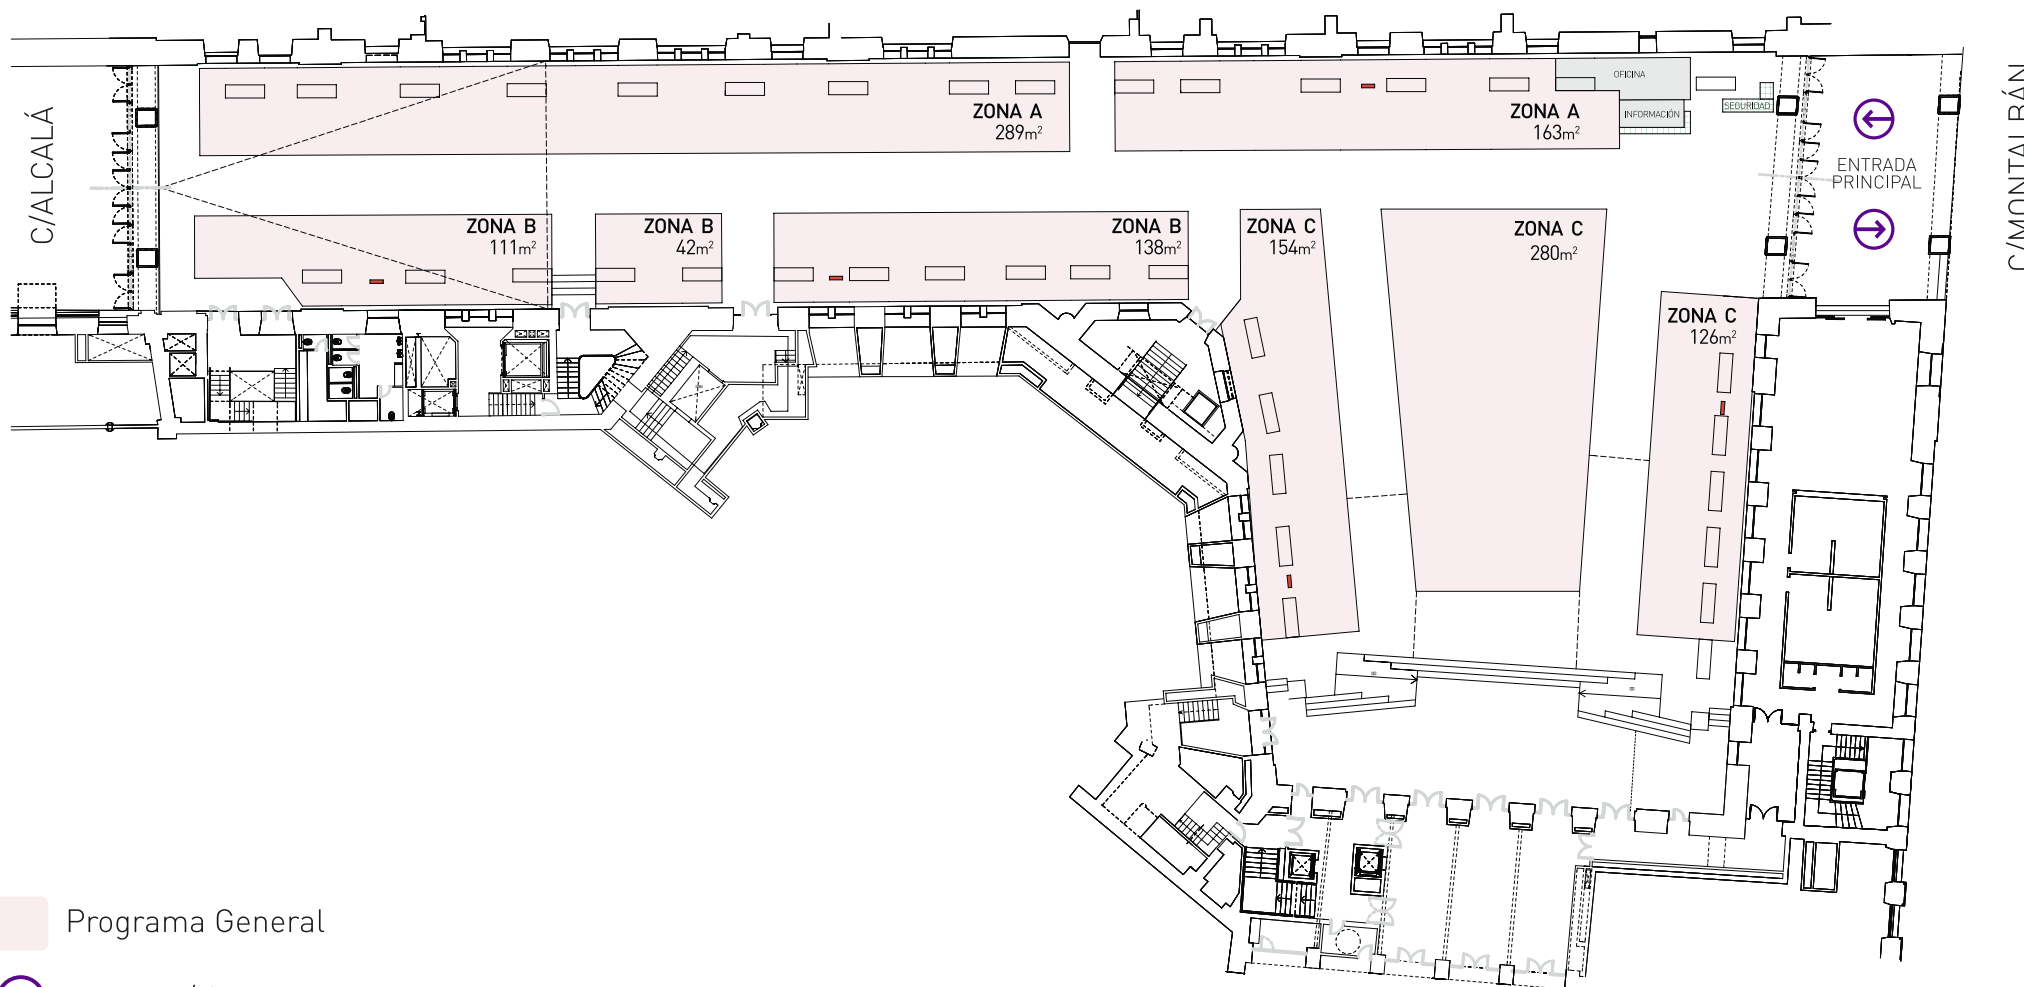 C/ALCALÁ
ZONA A
289m²
ZONA A
163m²
OFICINA
INFORMACIÓN
SEGURIDAD
ENTRADA
PRINCIPAL
C/MONTALBÁN
ZONA B
111m²
ZONA B
42m²
ZONA B
138m²
ZONA C
154m²
ZONA C
280m²
ZONA C
126m²
Programa General